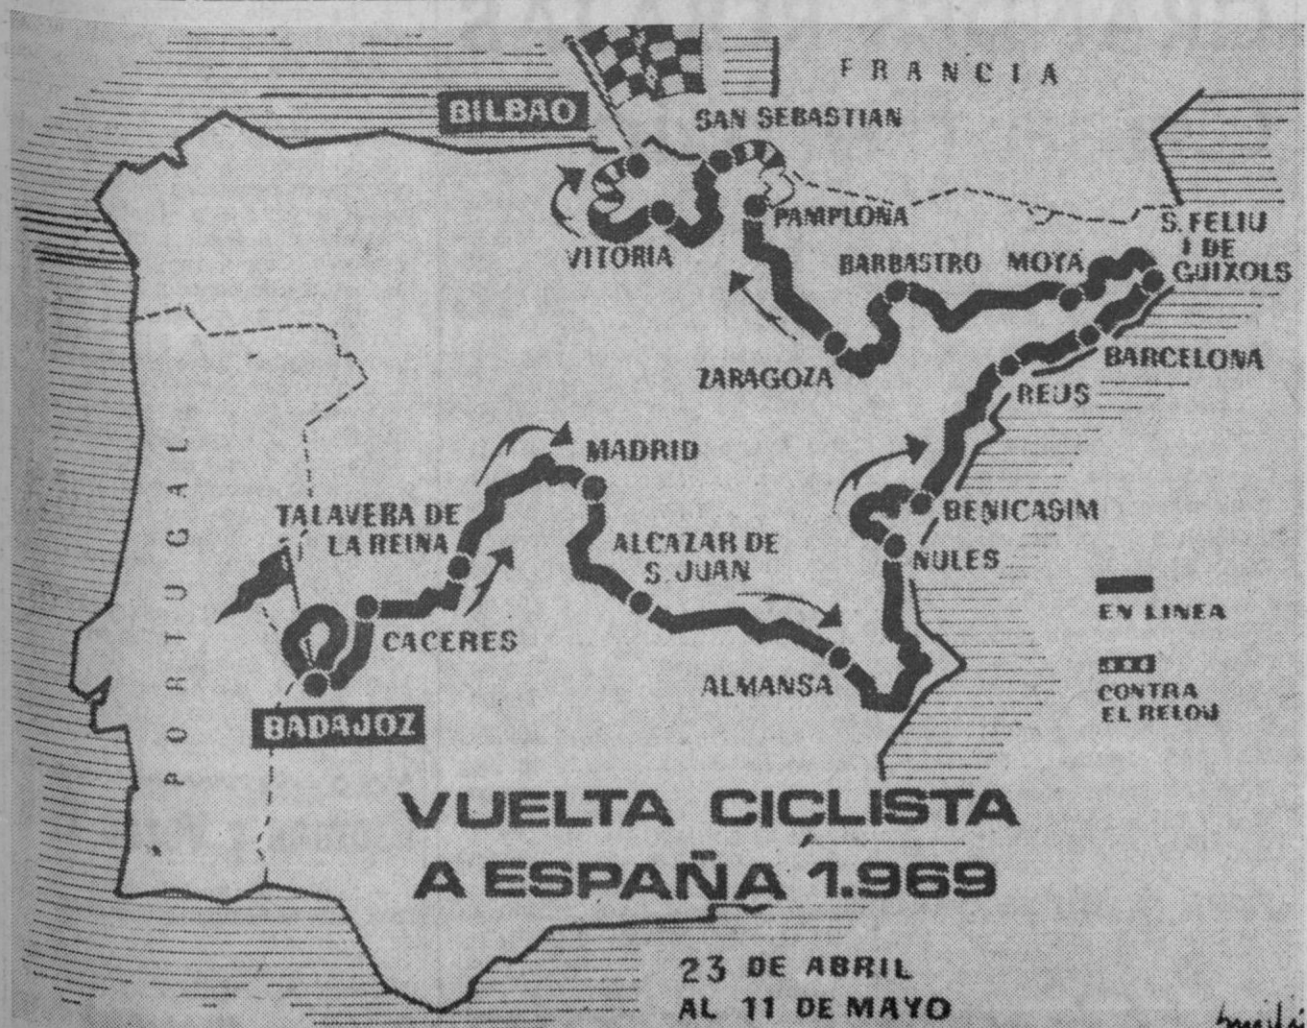 FRANCIA
BILBAO
SAN SEBASTIAN
PAMPLONA
S. FELIU
DE
GUIXOLS
VITORIA
BARBASTRO
MOYA
BARCELONA
ZARAGOZA
REUS
MADRID
PORTUGAL
TALAVERA DE
LA REINA
BENICASIM
ALCAZAR DE
S. JUAN
NULES
EN LINEA
CACERES
ALMANSA
CONTRA
EL RELOJ
BADAJOZ
VUELTA CICLISTA
A ESPAÑA 1.969
23 DE ABRIL
AL 11 DE MAYO